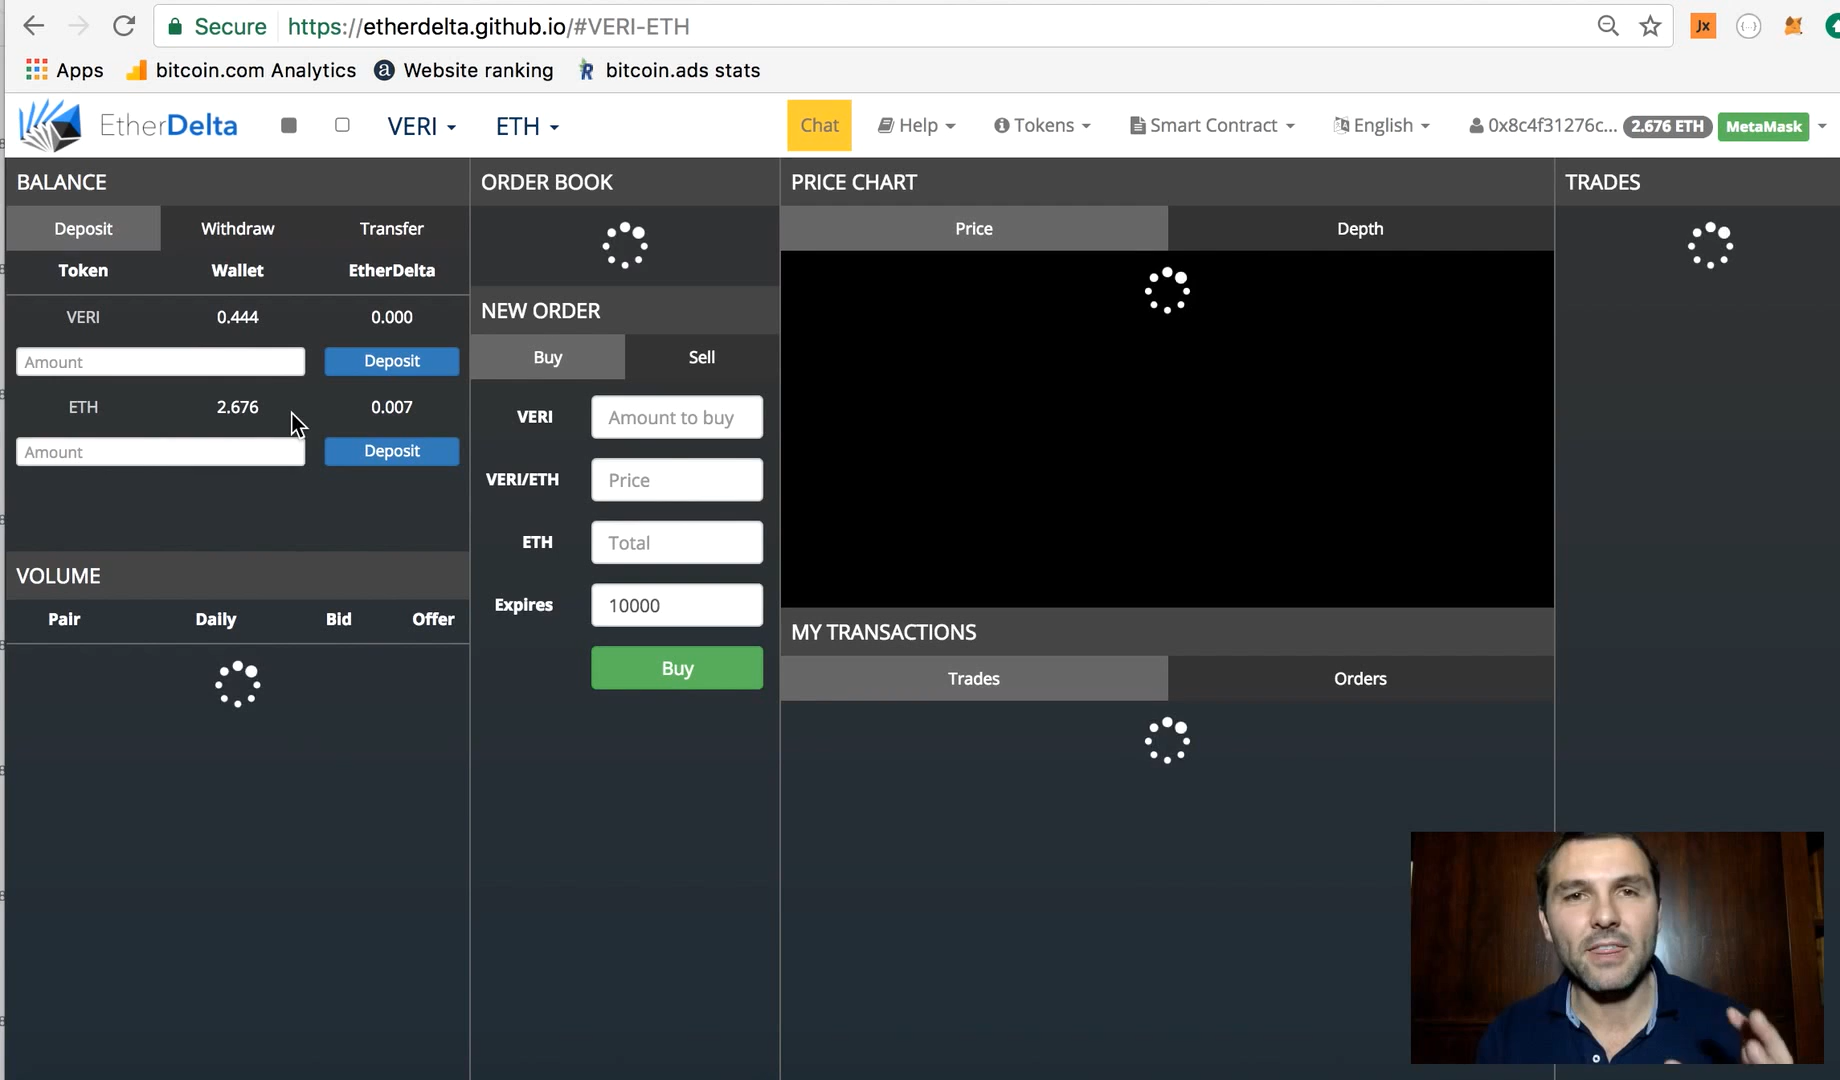 Secure https://etherdelta.github.io/#VERI-ETH
Apps bitcoin.com Analytics Website ranking bitcoin.ads stats
EtherDelta VERI ETH Chat Help Tokens Smart Contract English 0x8c4f31276c... 2.676 ETH MetaMask
BALANCE
Deposit Withdraw Transfer
Token Wallet EtherDelta
VERI 0.444 0.000
Amount Deposit
ETH 2.676 0.007
Amount Deposit
VOLUME
Pair Daily Bid Offer
ORDER BOOK
NEW ORDER
Buy Sell
VERI Amount to buy
VERI/ETH Price
ETH Total
Expires 10000
Buy
PRICE CHART
Price Depth
MY TRANSACTIONS
Trades Orders
TRADES